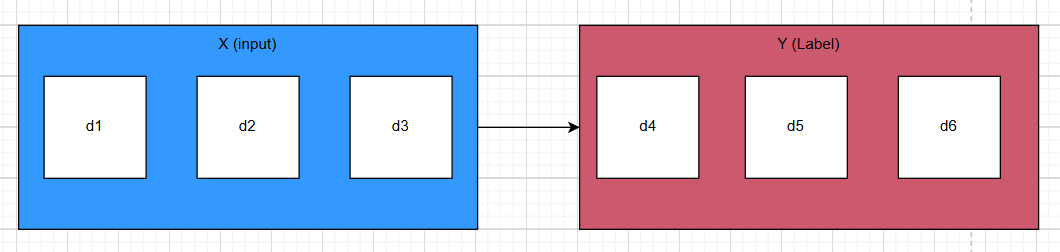 X (input)
Y (Label)
d1
d2
d3
d4
d5
d6